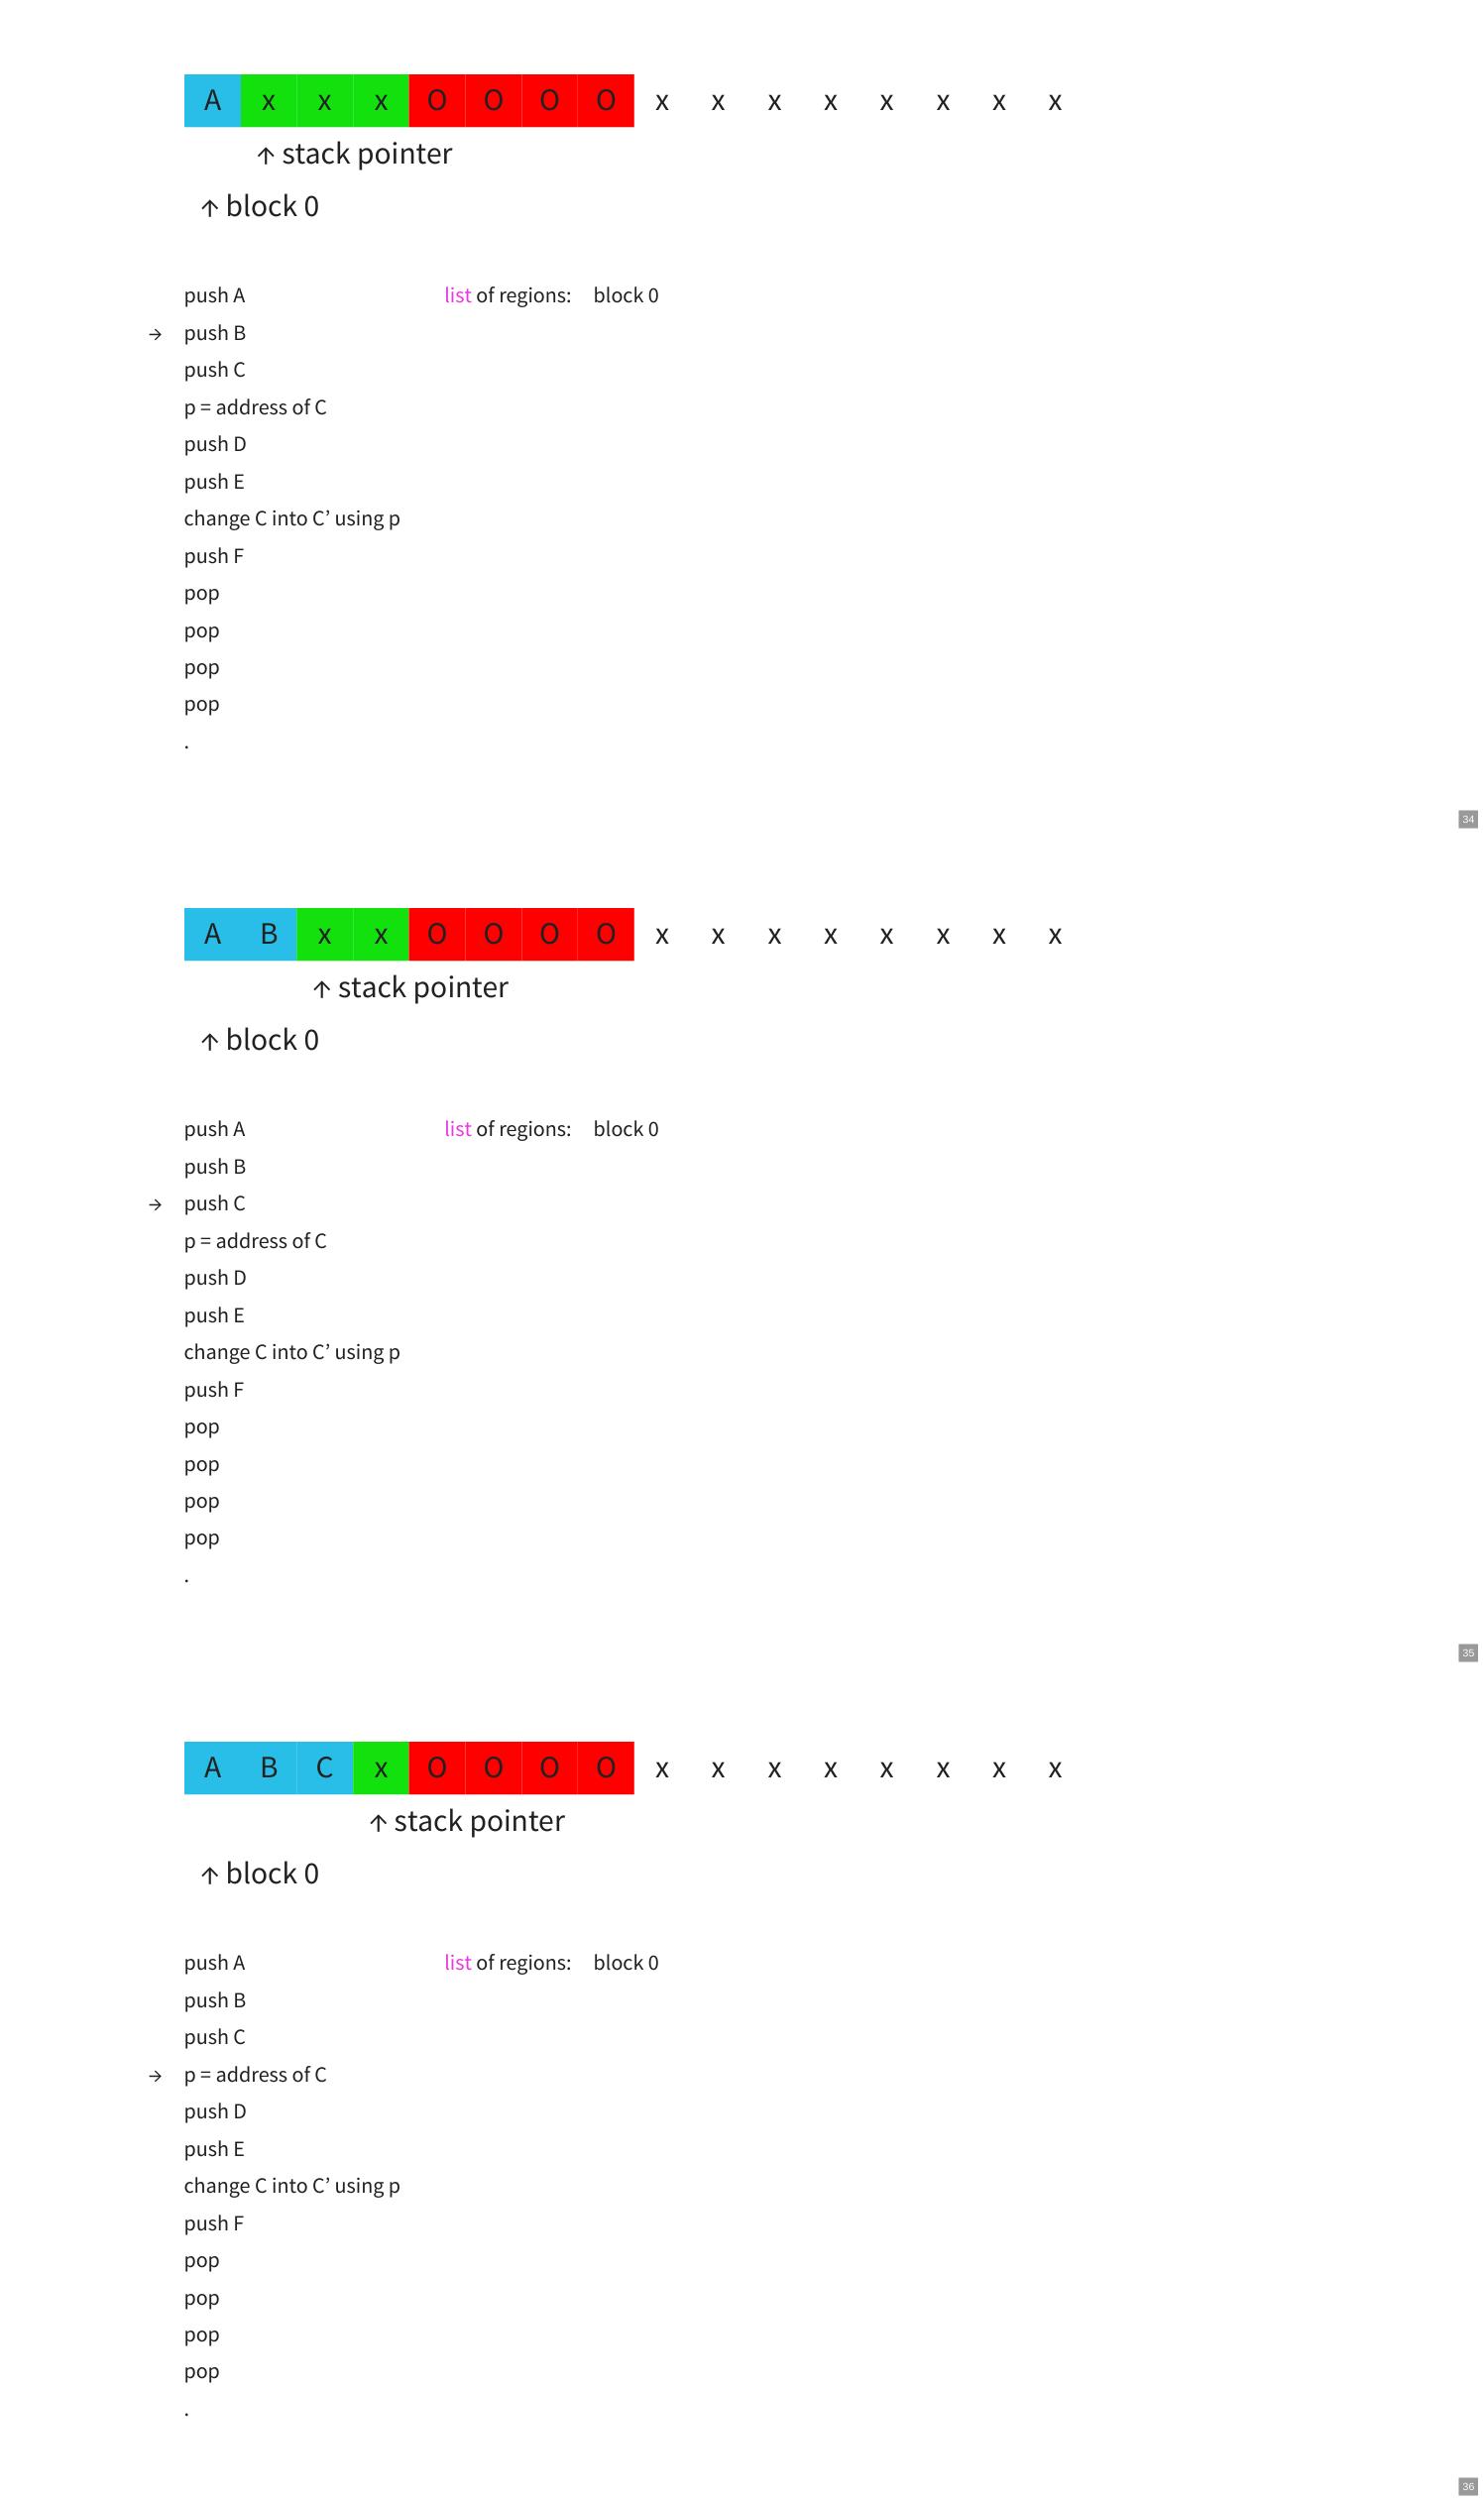 A x x x O O O O x x x x x x x x
↑ stack pointer
↑ block 0
push A list of regions: block 0
→ push B
push C
p = address of C
push D
push E
change C into C’ using p
push F
pop
pop
pop
pop
.
34
A B x x O O O O x x x x x x x x
↑ stack pointer
↑ block 0
push A list of regions: block 0
push B
→ push C
p = address of C
push D
push E
change C into C’ using p
push F
pop
pop
pop
pop
.
35
A B C x O O O O x x x x x x x x
↑ stack pointer
↑ block 0
push A list of regions: block 0
push B
push C
→ p = address of C
push D
push E
change C into C’ using p
push F
pop
pop
pop
pop
.
36